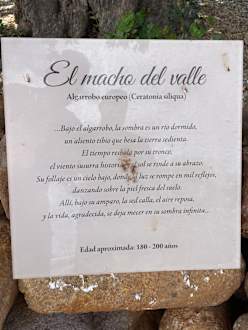 El macho del valle
Algarrobo europeo (Ceratonia siliqua)
...Bajo el algarrobo, la sombra es un río dormido,
un aliento tibio que besa la tierra sedienta.
El tiempo resbala por su tronco,
el viento susurra historias, el sol se rinde a su abrazo.
Su follaje es un cielo bajo, donde la luz se rompe en mil reflejos,
danzando sobre la piel fresca del suelo.
Allí, bajo su amparo, la sed calla, el aire reposa,
y la vida, agradecida, se deja mecer en su sombra infinita...
Edad aproximada: 180 - 200 años